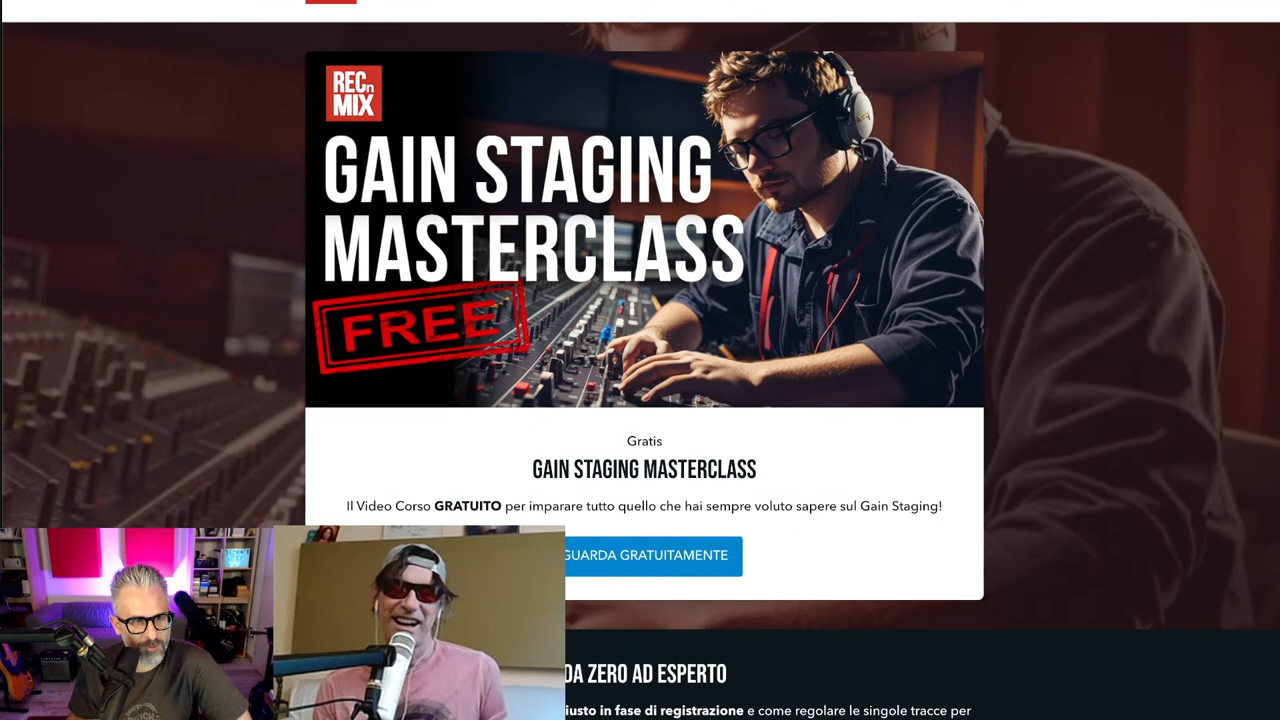 RECn
MIX
GAIN STAGING
MASTERCLASS
FREE
Gratis
GAIN STAGING MASTERCLASS
Il Video Corso GRATUITO per imparare tutto quello che hai sempre voluto sapere sul Gain Staging!
GUARDA GRATUITAMENTE
DA ZERO AD ESPERTO
iusto in fase di registrazione e come regolare le singole tracce per